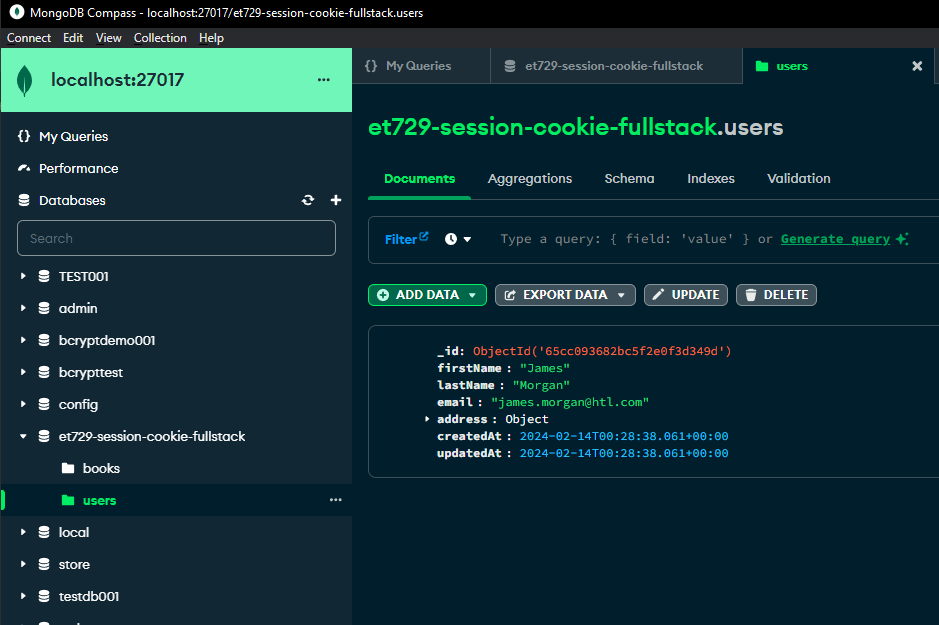 MongoDB Compass - localhost:27017/et729-session-cookie-fullstack.users
Connect Edit View Collection Help
localhost:27017
My Queries
Performance
Databases
Search
TEST001
admin
bcryptdemo001
bcrypttest
config
et729-session-cookie-fullstack
books
users
local
store
testdb001
{} My Queries
et729-session-cookie-fullstack
users
et729-session-cookie-fullstack.users
Documents Aggregations Schema Indexes Validation
Filter Type a query: { field: 'value' } or Generate query
ADD DATA EXPORT DATA UPDATE DELETE
_id: ObjectId('65cc093682bc5f2e0f3d349d')
firstName : "James"
lastName : "Morgan"
email : "james.morgan@htl.com"
address : Object
createdAt : 2024-02-14T00:28:38.061+00:00
updatedAt : 2024-02-14T00:28:38.061+00:00